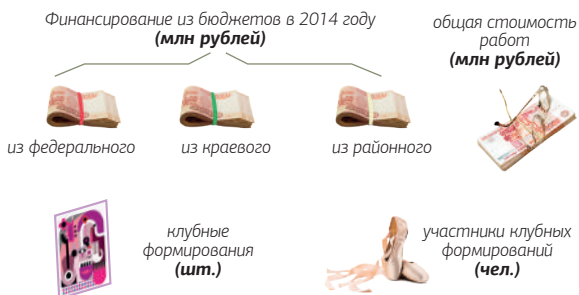 Финансирование из бюджетов в 2014 году
(млн рублей)
общая стоимость
работ
(млн рублей)
из федерального
из краевого
из районного
клубные
формирования
(шт.)
участники клубных
формирований
(чел.)